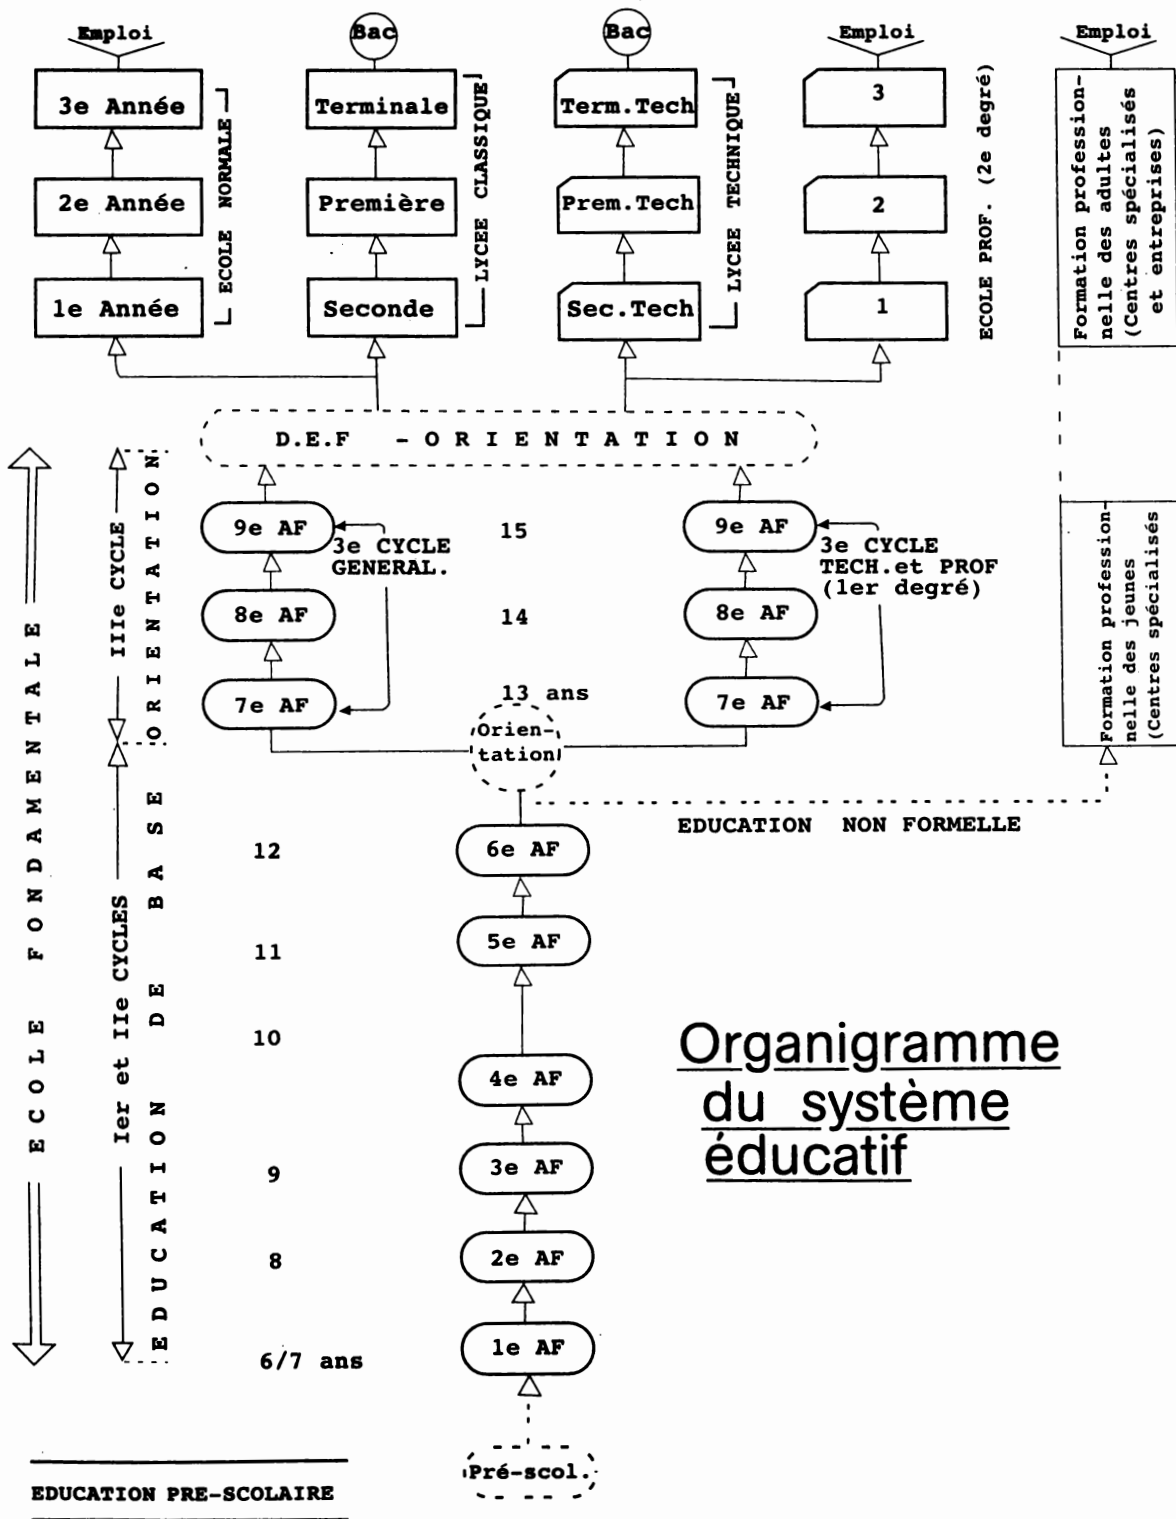 Emploi
Bac
Bac
Emploi
Emploi
3e Année
Terminale
Term.Tech
3
2e Année
Première
Prem.Tech
2
1e Année
Seconde
Sec.Tech
1
ECOLE NORMALE
LYCEE CLASSIQUE
LYCEE TECHNIQUE
ECOLE PROF. (2e degré)
Formation profession-
nelle des adultes
(Centres spécialisés
et entreprises)
D.E.F - ORIENTATION
9e AF
15
9e AF
3e CYCLE
GENERAL.
3e CYCLE
TECH.et PROF
(1er degré)
8e AF
14
8e AF
7e AF
13 ans
7e AF
Orien-
tation
Formation profession-
nelle des jeunes
(Centres spécialisés
EDUCATION NON FORMELLE
ECOLE FONDAMENTALE
IIIe CYCLE
ORIENTATION
Ier et IIe CYCLES
EDUCATION DE BASE
12
6e AF
11
5e AF
10
4e AF
9
3e AF
8
2e AF
6/7 ans
1e AF
Organigramme
du système
éducatif
Pré-scol.
EDUCATION PRE-SCOLAIRE